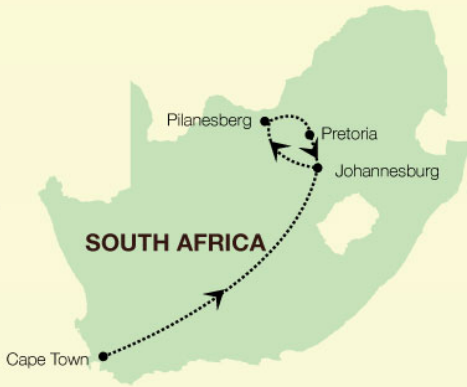 Pilanesberg
Pretoria
Johannesburg
SOUTH AFRICA
Cape Town